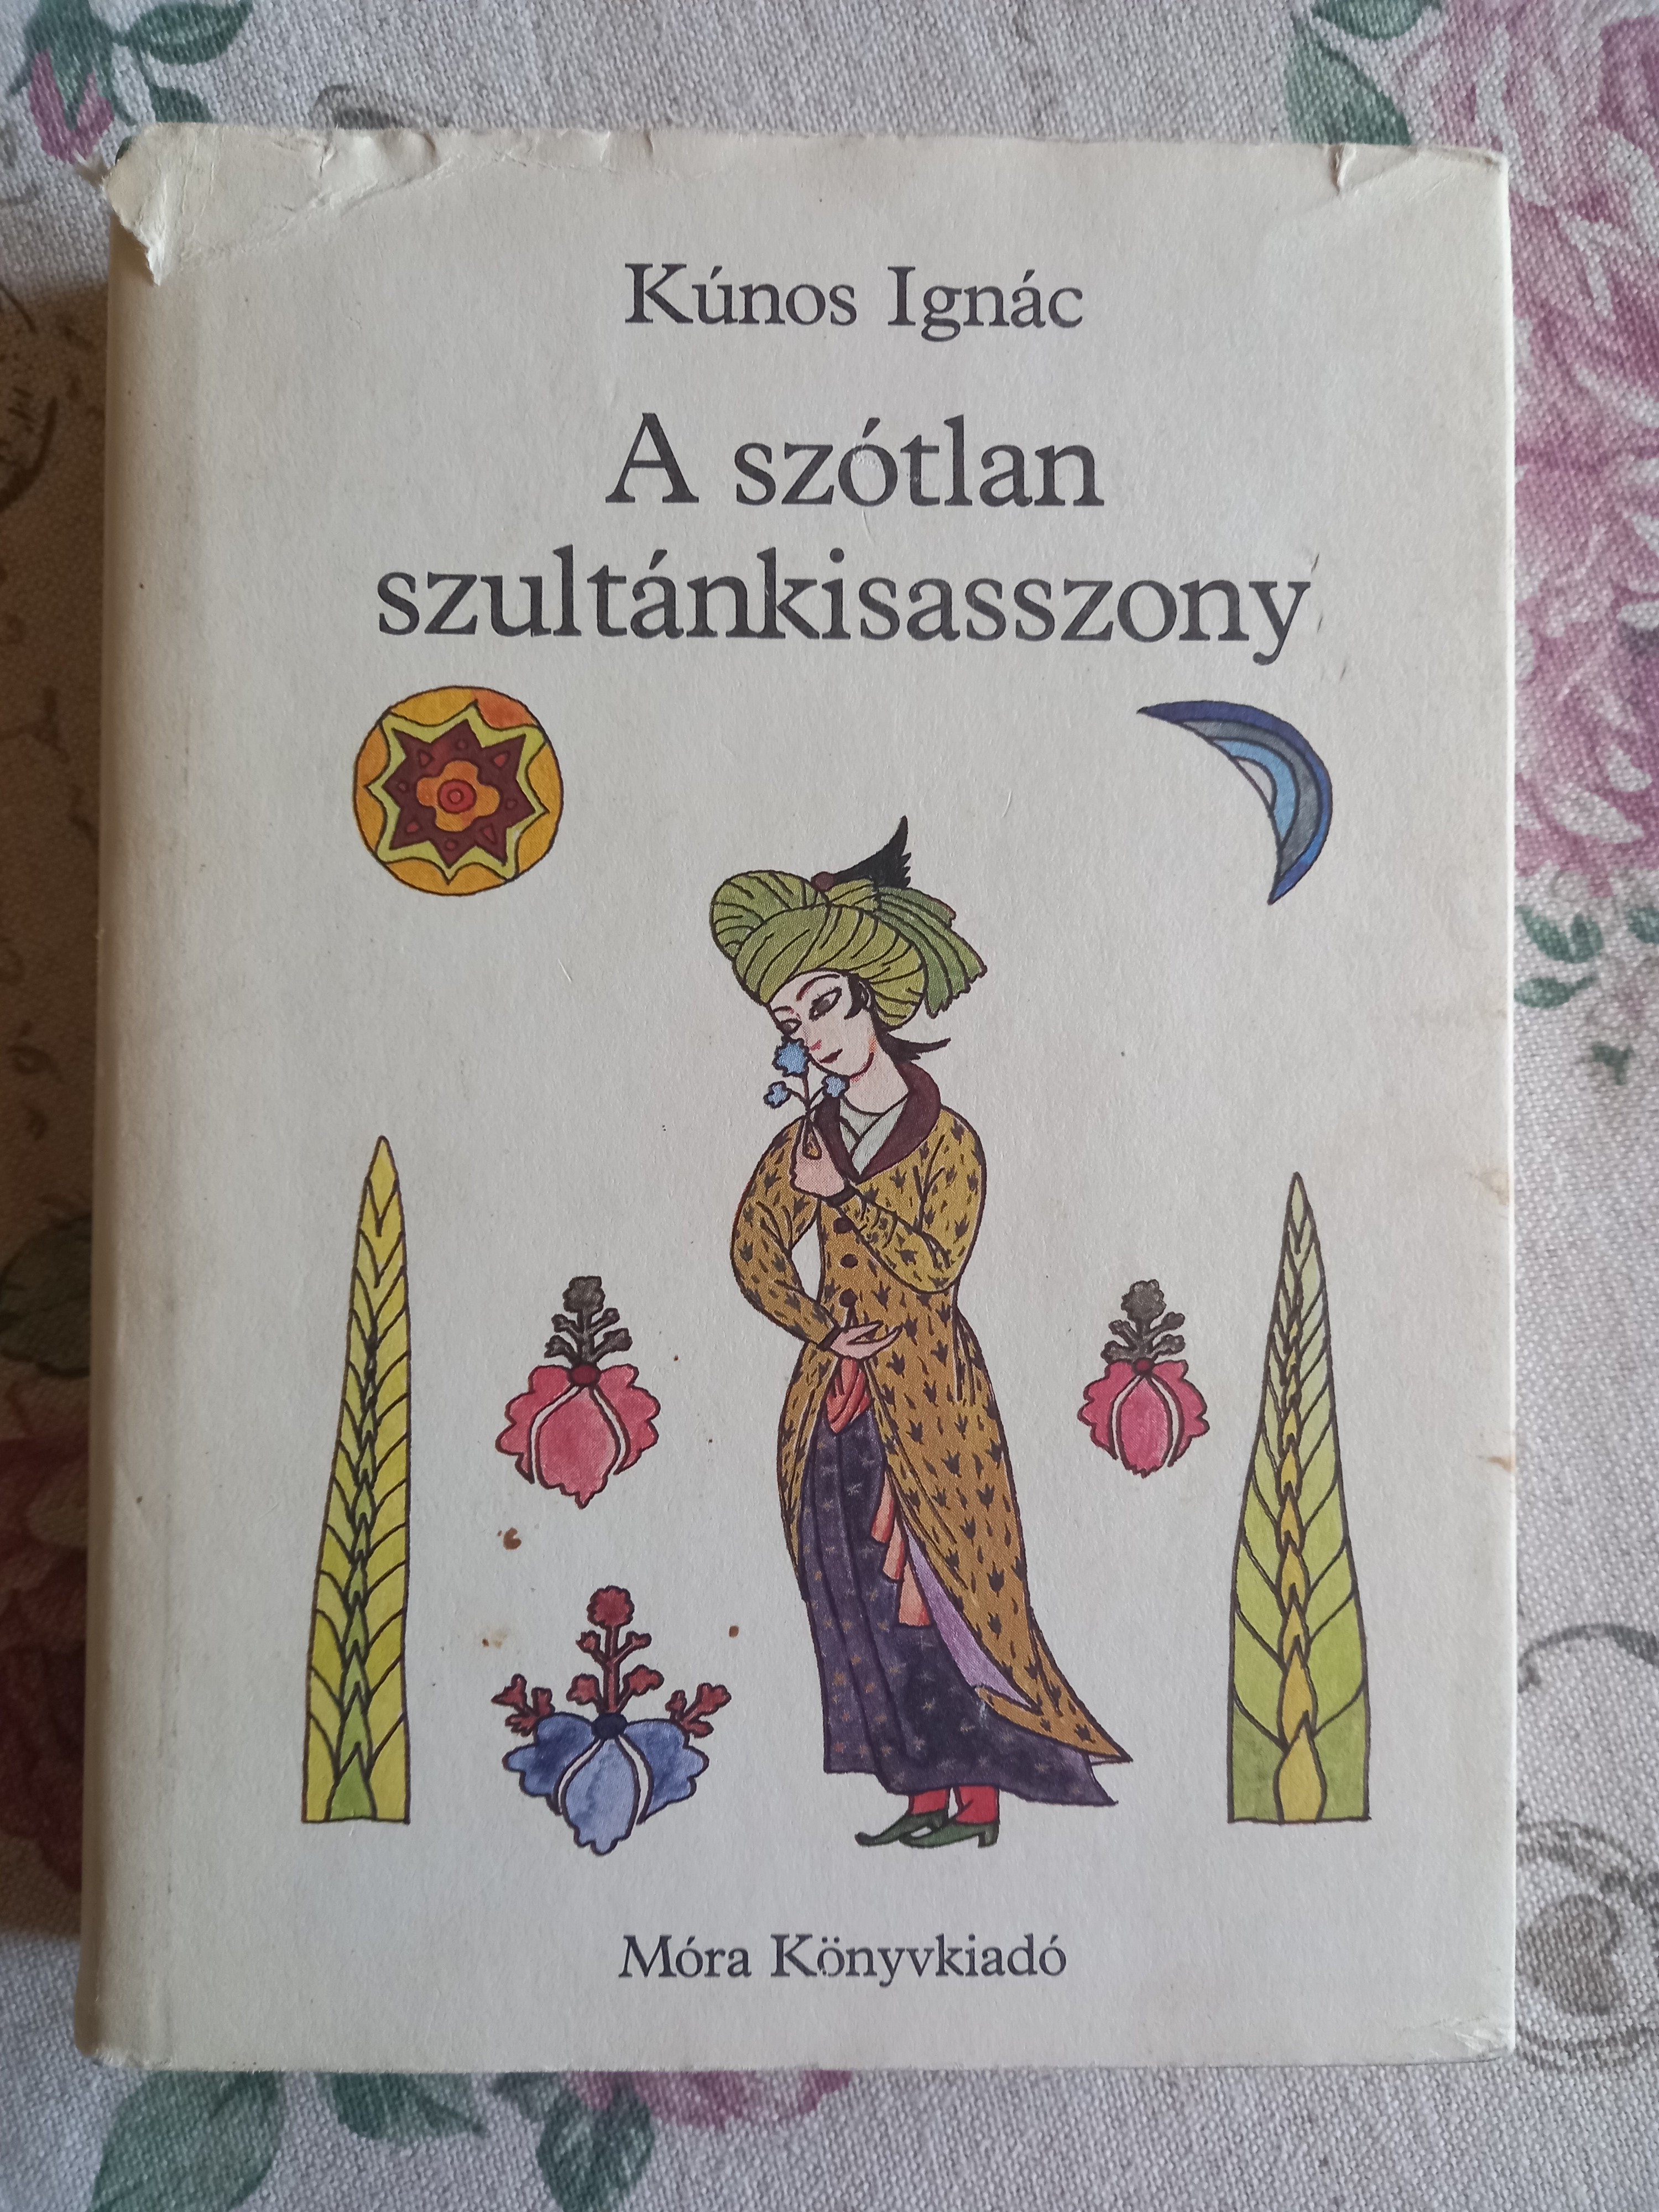 Kúnos Ignác
A szótlan
szultánkisasszony
Móra Könyvkiadó